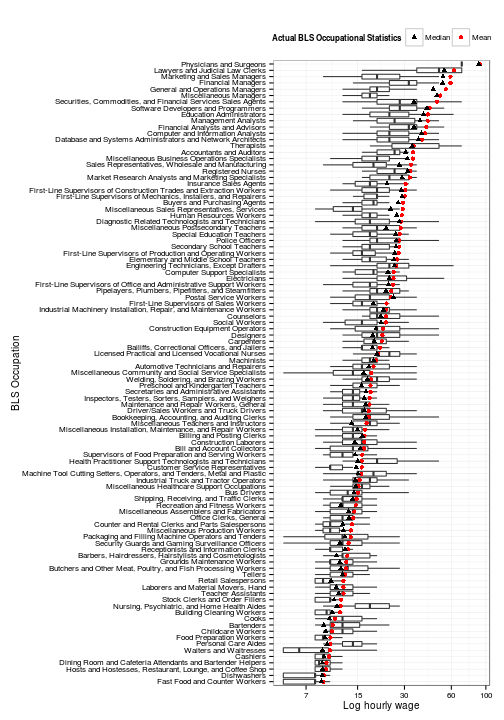 Actual BLS Occupational Statistics Median Mean
Physicians and Surgeons
Lawyers and Judicial Law Clerks
Marketing and Sales Managers
Financial Managers
General and Operations Managers
Miscellaneous Managers
Securities, Commodities, and Financial Services Sales Agents
Software Developers and Programmers
Education Administrators
Management Analysts
Financial Analysts and Advisors
Computer and Information Analysts
Database and Systems Administrators and Network Architects
Therapists
Accountants and Auditors
Miscellaneous Business Operations Specialists
Sales Representatives, Wholesale and Manufacturing
Registered Nurses
Market Research Analysts and Marketing Specialists
Insurance Sales Agents
First-Line Supervisors of Construction Trades and Extraction Workers
First-Line Supervisors of Mechanics, Installers, and Repairers
Buyers and Purchasing Agents
Miscellaneous Sales Representatives, Services
Human Resources Workers
Diagnostic Related Technologists and Technicians
Miscellaneous Postsecondary Teachers
Special Education Teachers
Police Officers
Secondary School Teachers
First-Line Supervisors of Production and Operating Workers
Elementary and Middle School Teachers
Engineering Technicians, Except Drafters
Computer Support Specialists
Electricians
First-Line Supervisors of Office and Administrative Support Workers
Pipelayers, Plumbers, Pipefitters, and Steamfitters
Postal Service Workers
First-Line Supervisors of Sales Workers
Industrial Machinery Installation, Repair, and Maintenance Workers
Counselors
Social Workers
Construction Equipment Operators
Designers
Carpenters
Bailiffs, Correctional Officers, and Jailers
Licensed Practical and Licensed Vocational Nurses
Machinists
Automotive Technicians and Repairers
Miscellaneous Community and Social Service Specialists
Welding, Soldering, and Brazing Workers
Preschool and Kindergarten Teachers
Secretaries and Administrative Assistants
Inspectors, Testers, Sorters, Samplers, and Weighers
Maintenance and Repair Workers, General
Driver/Sales Workers and Truck Drivers
Bookkeeping, Accounting, and Auditing Clerks
Miscellaneous Teachers and Instructors
Miscellaneous Installation, Maintenance, and Repair Workers
Billing and Posting Clerks
Construction Laborers
Bill and Account Collectors
Supervisors of Food Preparation and Serving Workers
Health Practitioner Support Technologists and Technicians
Customer Service Representatives
Machine Tool Cutting Setters, Operators, and Tenders, Metal and Plastic
Industrial Truck and Tractor Operators
Miscellaneous Healthcare Support Occupations
Bus Drivers
Shipping, Receiving, and Traffic Clerks
Recreation and Fitness Workers
Miscellaneous Assemblers and Fabricators
Office Clerks, General
Counter and Rental Clerks and Parts Salespersons
Miscellaneous Production Workers
Packaging and Filling Machine Operators and Tenders
Security Guards and Gaming Surveillance Officers
Receptionists and Information Clerks
Barbers, Hairdressers, Hairstylists and Cosmetologists
Grounds Maintenance Workers
Butchers and Other Meat, Poultry, and Fish Processing Workers
Tellers
Retail Salespersons
Laborers and Material Movers, Hand
Teacher Assistants
Stock Clerks and Order Fillers
Nursing, Psychiatric, and Home Health Aides
Building Cleaning Workers
Cooks
Bartenders
Childcare Workers
Food Preparation Workers
Personal Care Aides
Waiters and Waitresses
Cashiers
Dining Room and Cafeteria Attendants and Bartender Helpers
Hosts and Hostesses, Restaurant, Lounge, and Coffee Shop
Dishwashers
Fast Food and Counter Workers
BLS Occupation
7 15 30 60 100
Log hourly wage